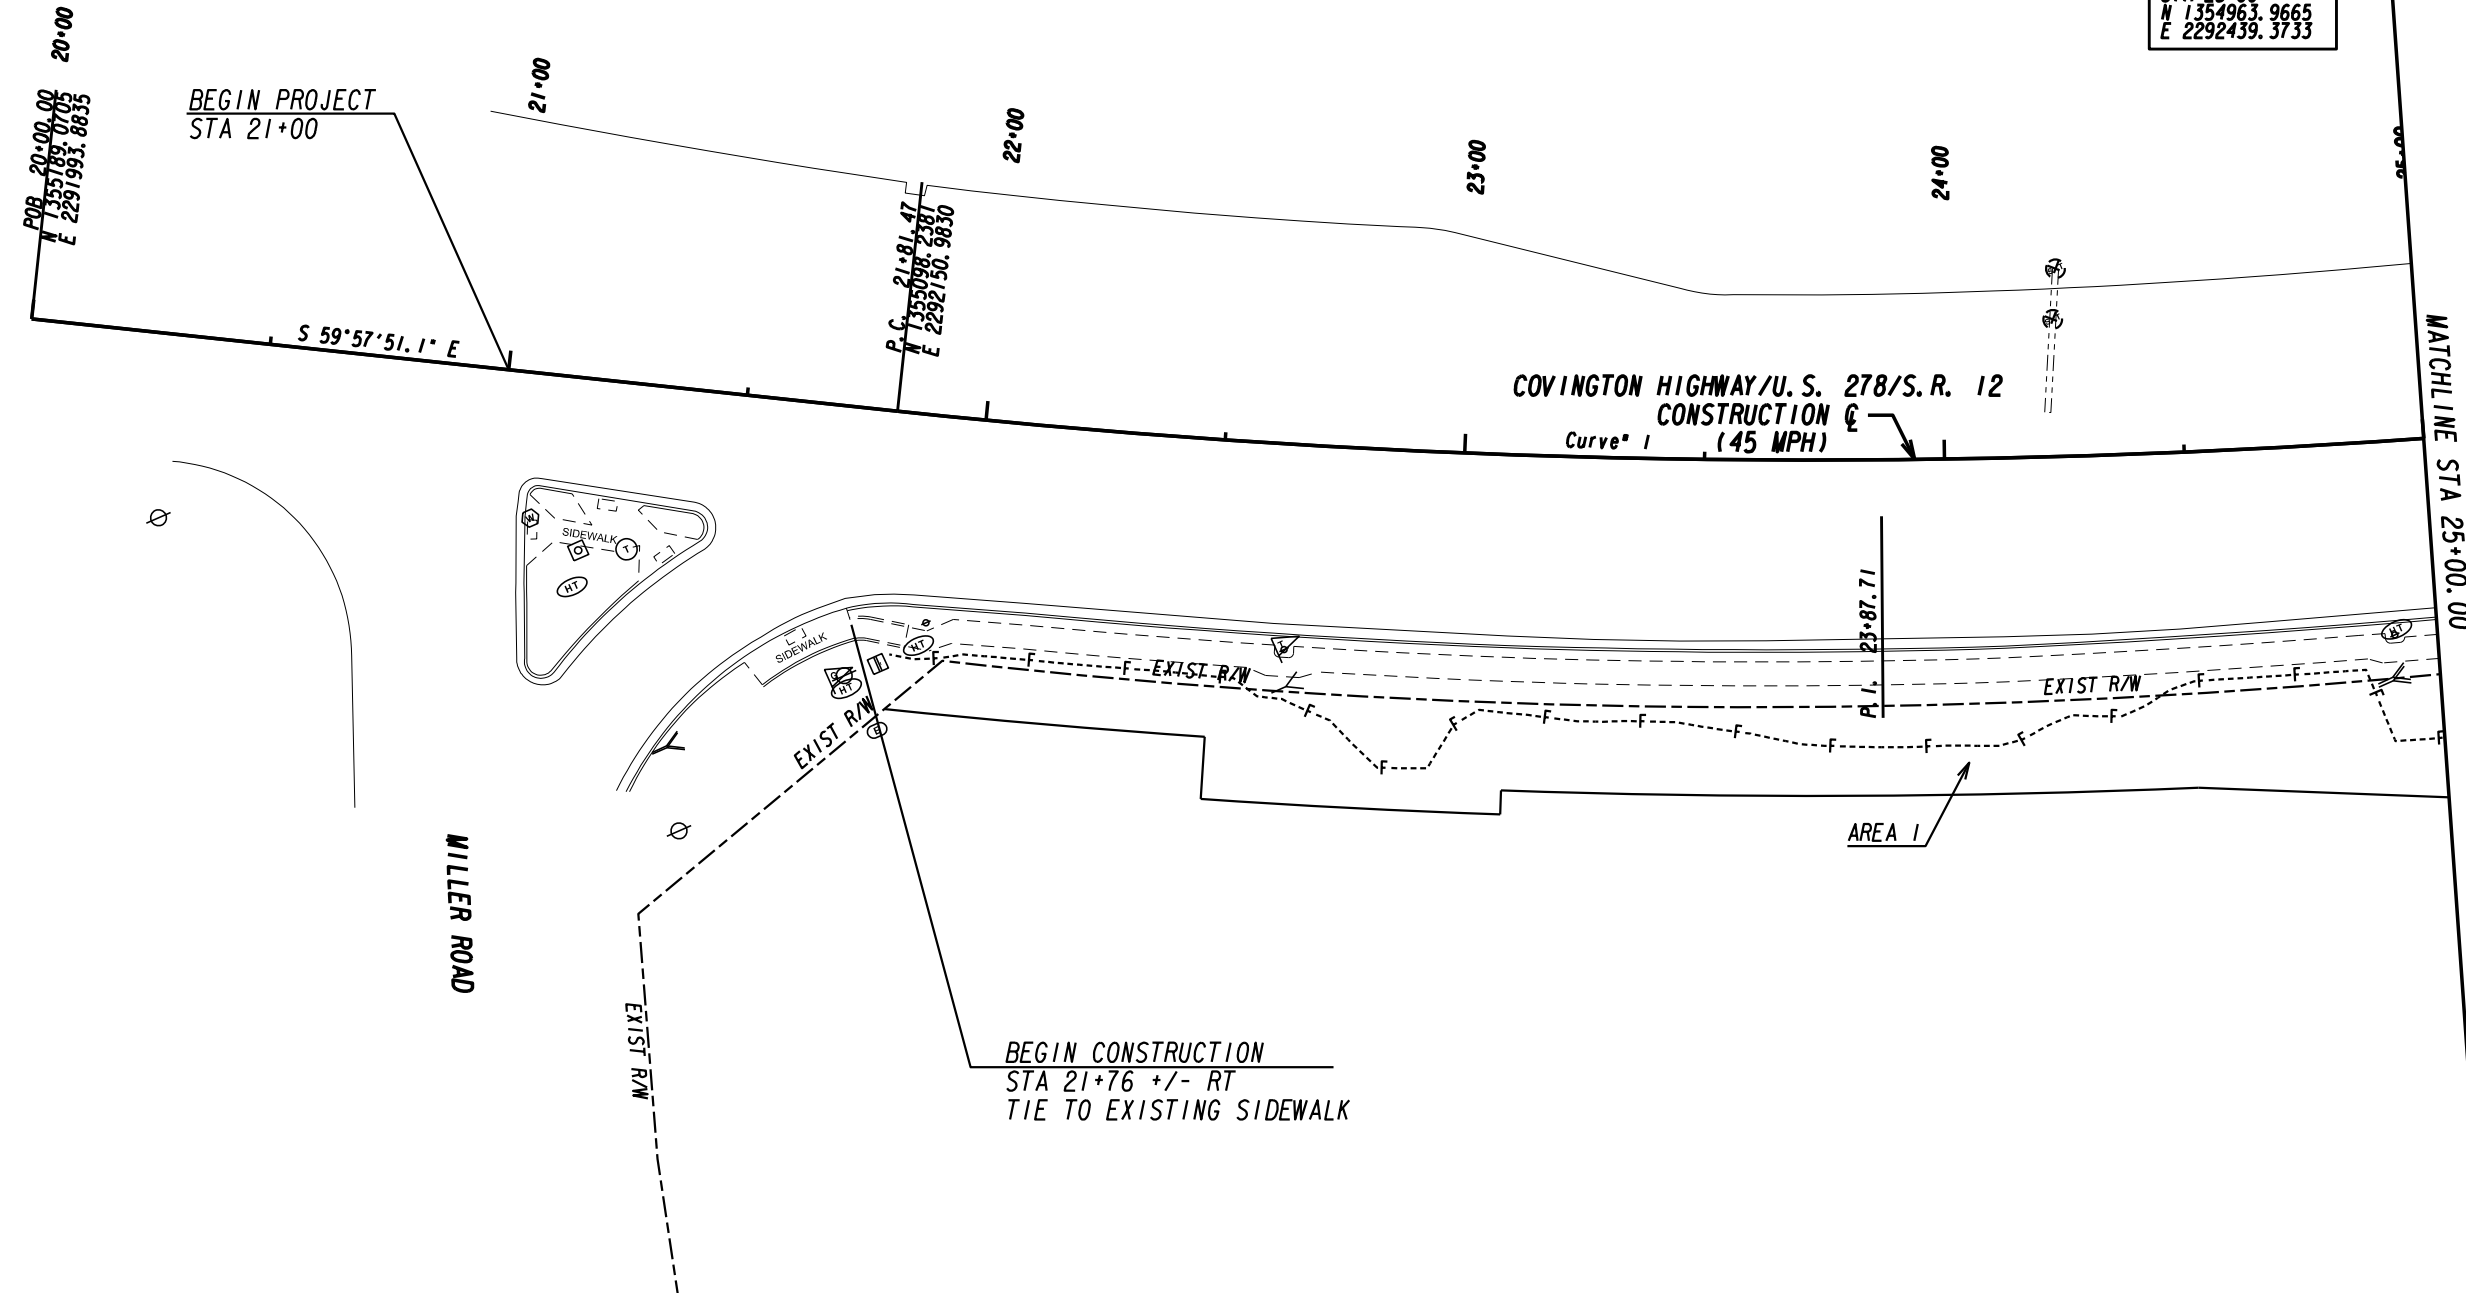 20+00
POB 20+00.00
N 1355189.0705
E 2291993.8835
BEGIN PROJECT
STA 21+00
21+00
22+00
23+00
24+00
N 1354963.9665
E 2292439.3733
S 59°57'51.1" E
P.C. 21+81.47
N 1355098.2381
E 2292150.9830
COVINGTON HIGHWAY/U.S. 278/S.R. 12
CONSTRUCTION ℄
(45 MPH)
Curve" 1
MATCHLINE STA 25+00.00
W
SIDEWALK
T
HT
SIDEWALK
HT
HT
E
T
HT
P.I. 23+87.71
EXIST R/W
EXIST R/W
EXIST R/W
F F F F F F F F F F F F F F F F F F
AREA 1
MILLER ROAD
EXIST R/W
BEGIN CONSTRUCTION
STA 21+76 +/- RT
TIE TO EXISTING SIDEWALK